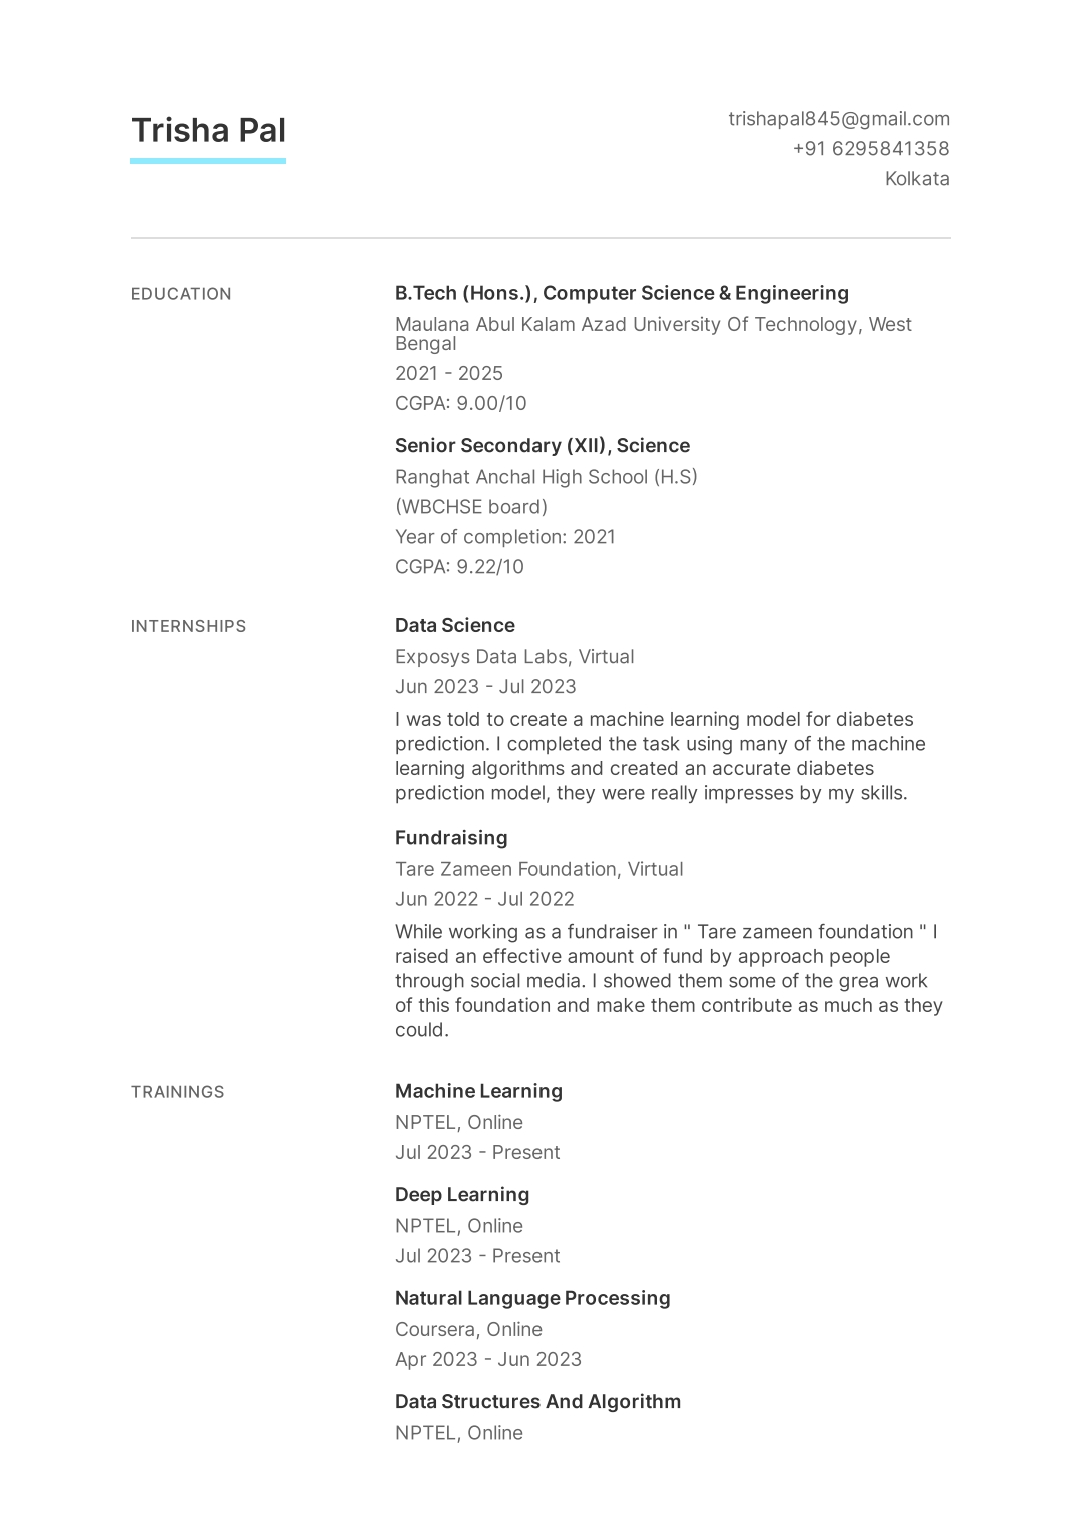 Trisha Pal
trishapal845@gmail.com
+91 6295841358
Kolkata
EDUCATION
B.Tech (Hons.), Computer Science & Engineering
Maulana Abul Kalam Azad University Of Technology, West
Bengal
2021 - 2025
CGPA: 9.00/10
Senior Secondary (XII), Science
Ranghat Anchal High School (H.S)
(WBCHSE board)
Year of completion: 2021
CGPA: 9.22/10
INTERNSHIPS
Data Science
Exposys Data Labs, Virtual
Jun 2023 - Jul 2023
I was told to create a machine learning model for diabetes
prediction. I completed the task using many of the machine
learning algorithms and created an accurate diabetes
prediction model, they were really impresses by my skills.
Fundraising
Tare Zameen Foundation, Virtual
Jun 2022 - Jul 2022
While working as a fundraiser in " Tare zameen foundation " I
raised an effective amount of fund by approach people
through social media. I showed them some of the grea work
of this foundation and make them contribute as much as they
could.
TRAININGS
Machine Learning
NPTEL, Online
Jul 2023 - Present
Deep Learning
NPTEL, Online
Jul 2023 - Present
Natural Language Processing
Coursera, Online
Apr 2023 - Jun 2023
Data Structures And Algorithm
NPTEL, Online